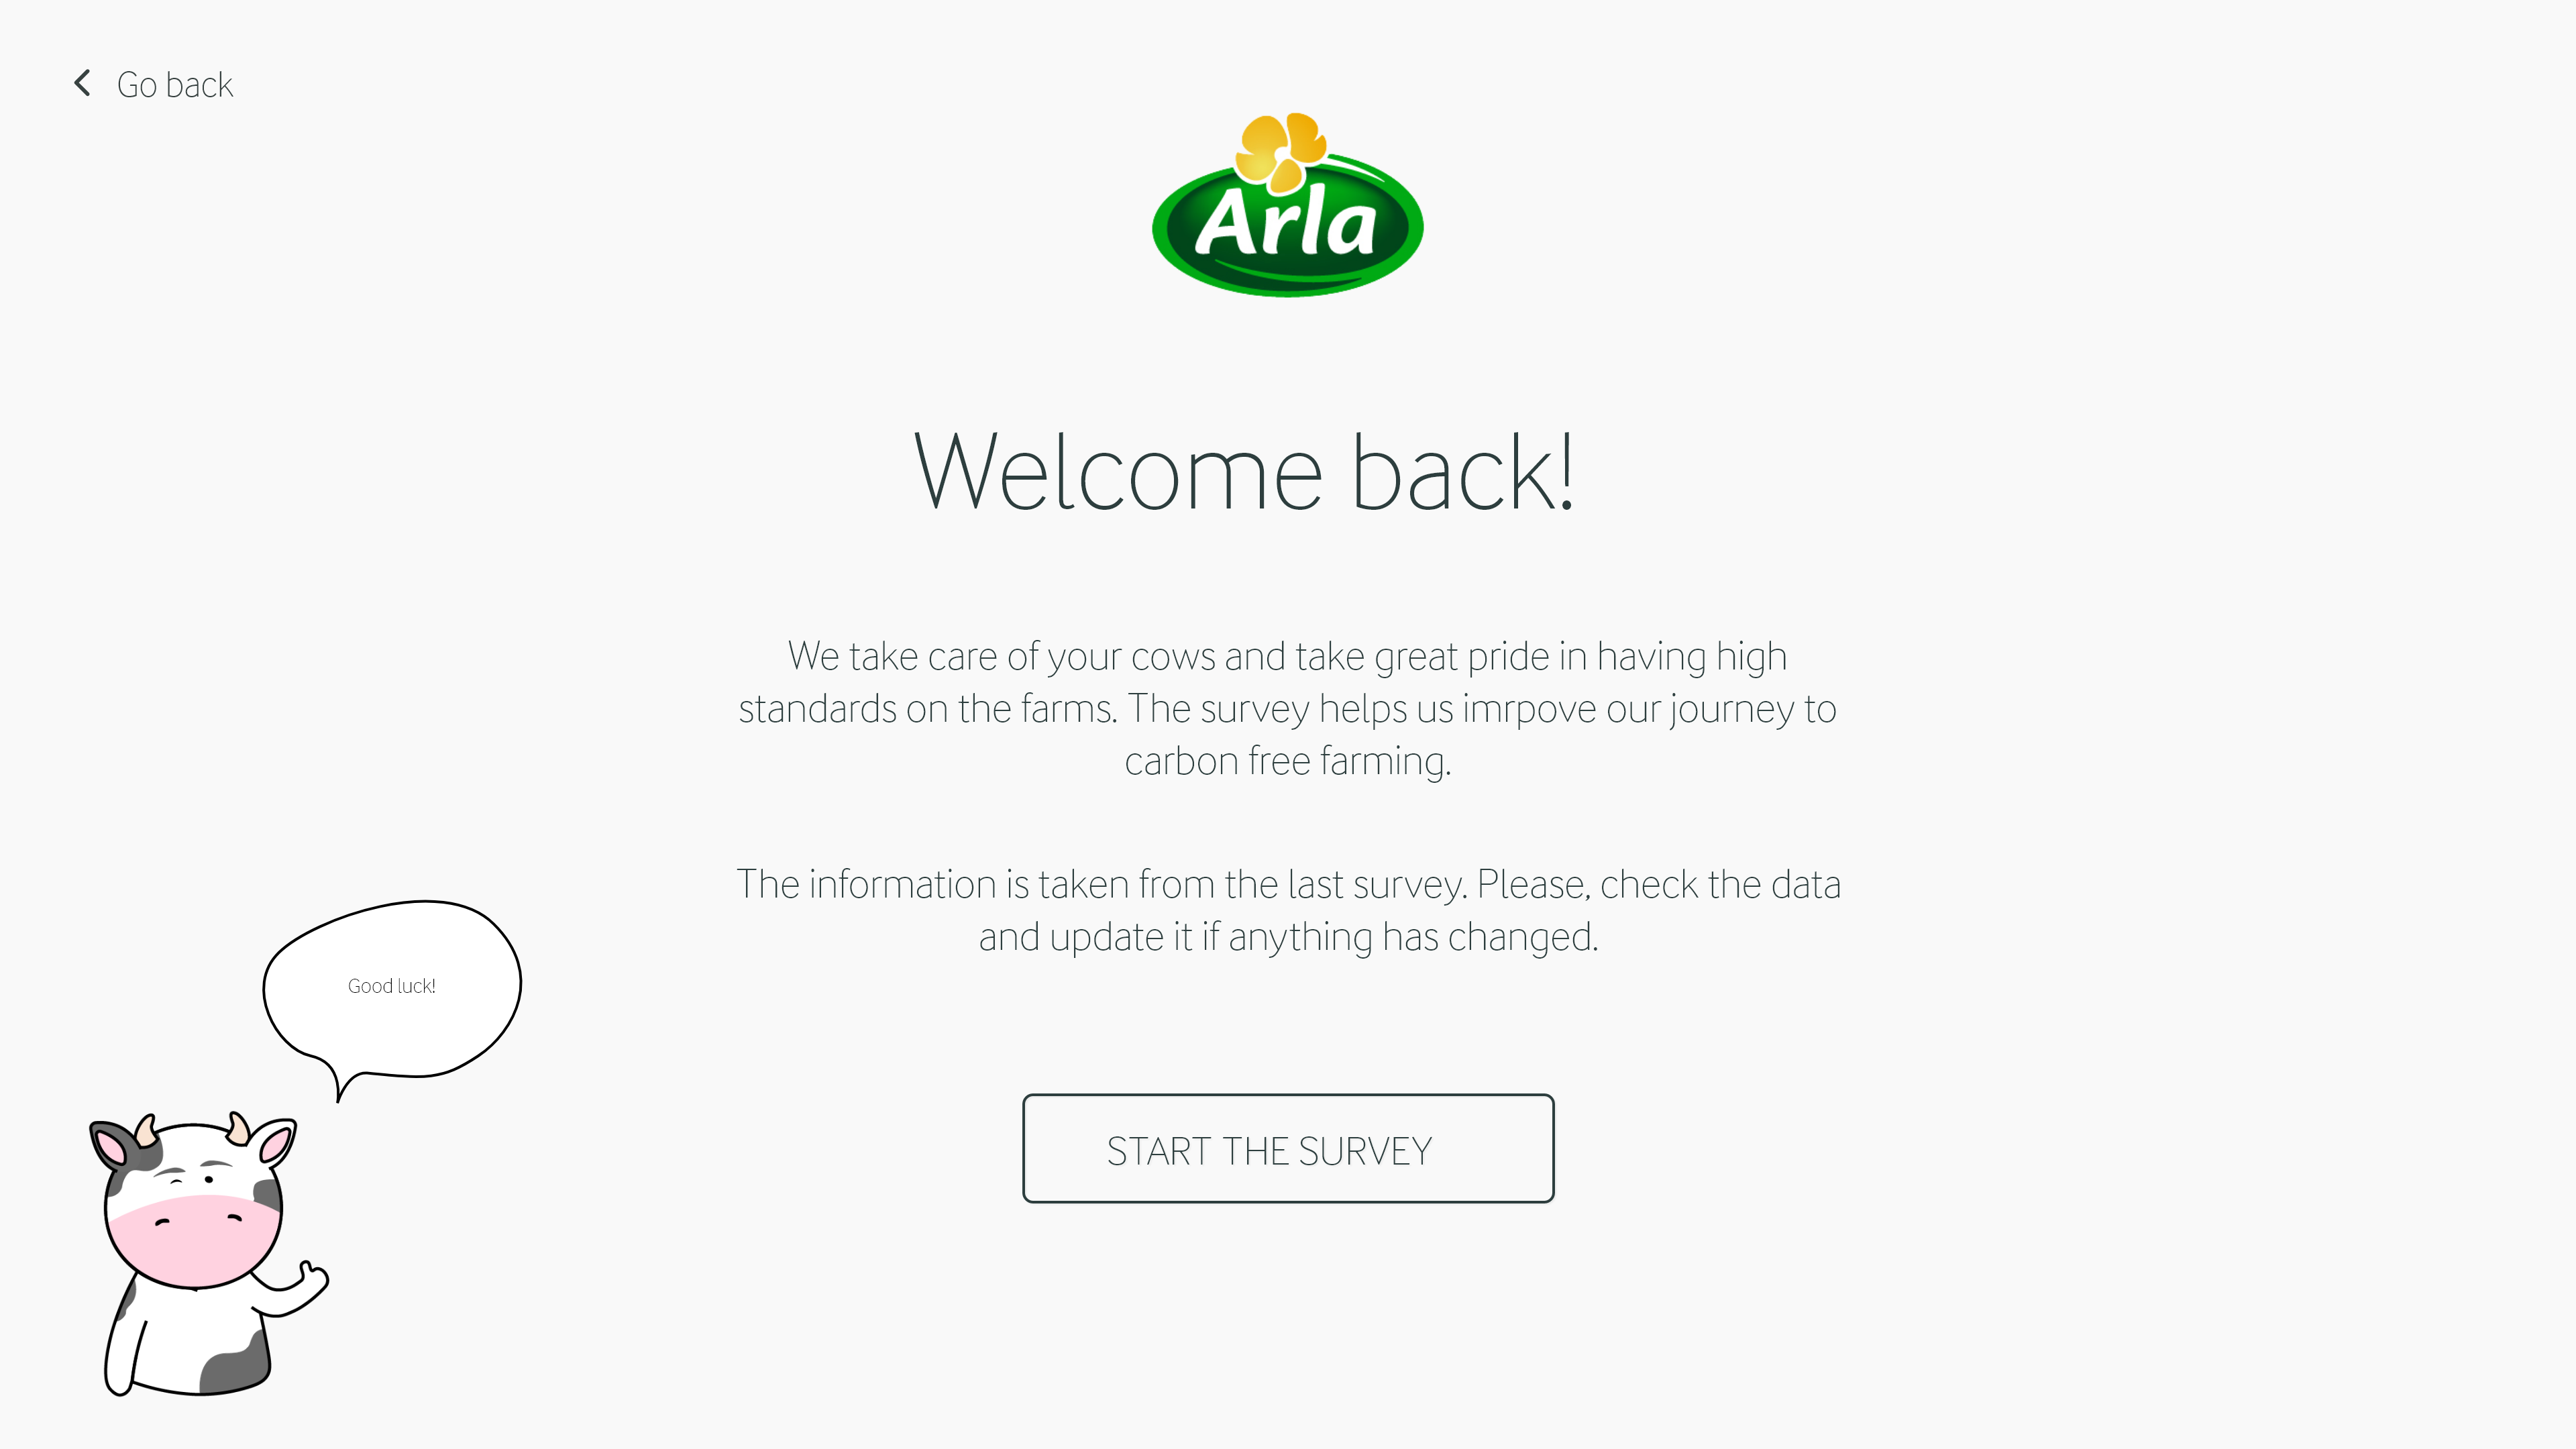 Go back
Arla
Welcome back!
We take care of your cows and take great pride in having high
standards on the farms. The survey helps us imrpove our journey to
carbon free farming.
The information is taken from the last survey. Please, check the data
and update it if anything has changed.
Good luck!
START THE SURVEY